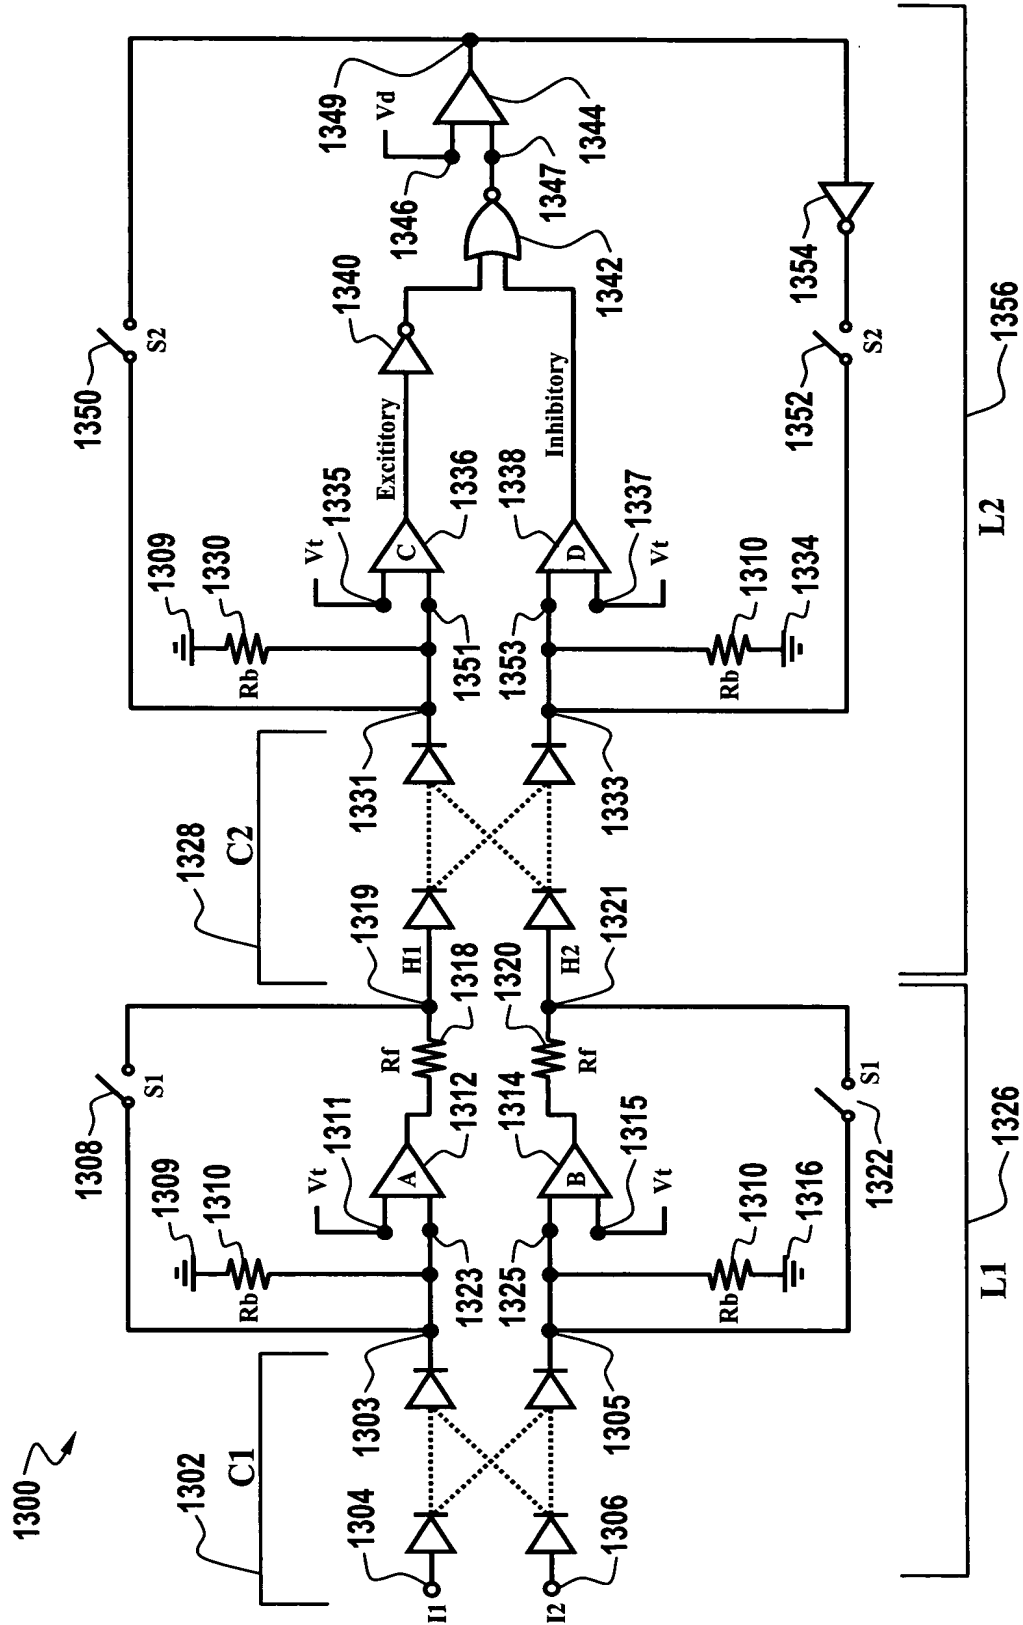 1300
1302
C1
I1
1304
I2
1306
1303
1305
1308
S1
1309
1310
Rb
Vt
1311
A
1312
1323
1325
1314
B
1315
Vt
Rb
1310
1316
1322
S1
Rf
1318
1319
H1
1320
Rf
1321
H2
L1
1326
1328
C2
1331
1333
1309
1330
Rb
Vt
1335
C
1336
1351
1353
D
1338
1337
Vt
Rb
1310
1334
Excititory
Inhibitory
1340
1342
1350
S2
1352
S2
1354
1349
Vd
1346
1347
1344
L2
1356